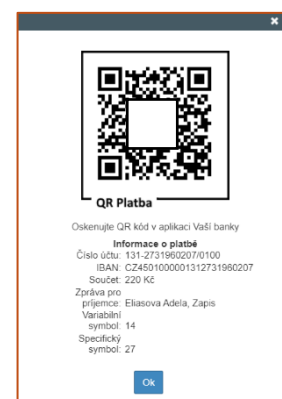 ×
QR Platba
Oskenujte QR kód v aplikaci Vaší banky
Informace o platbě
Číslo účtu: 131-2731960207/0100
IBAN: CZ4501000001312731960207
Součet: 220 Kč
Zpráva pro
příjemce: Eliasova Adela, Zapis
Variabilní
symbol: 14
Specifický
symbol: 27
Ok